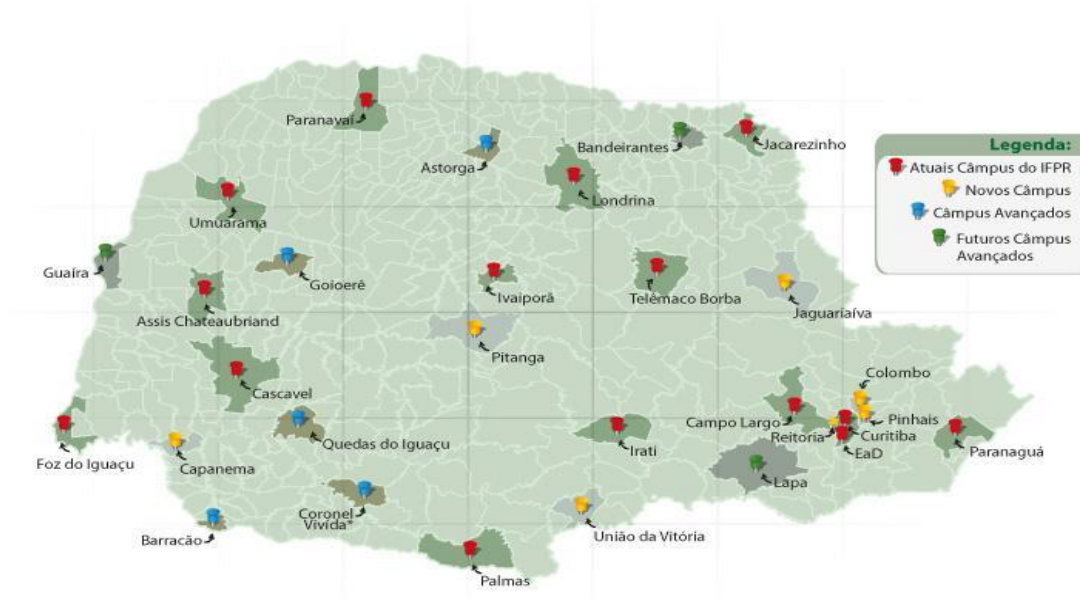 Paranavaí
Astorga
Bandeirantes
Jacarezinho
Legenda:
Atuais Câmpus do IFPR
Novos Câmpus
Câmpus Avançados
Futuros Câmpus
Avançados
Londrina
Umuarama
Guaíra
Goioerê
Ivaiporã
Telêmaco Borba
Jaguariaíva
Assis Chateaubriand
Pitanga
Cascavel
Colombo
Campo Largo
Pinhais
Reitoria
Curitiba
EaD
Paranaguá
Quedas do Iguaçu
Irati
Foz do Iguaçu
Capanema
Lapa
Coronel
Vivída*
União da Vitória
Barracão
Palmas